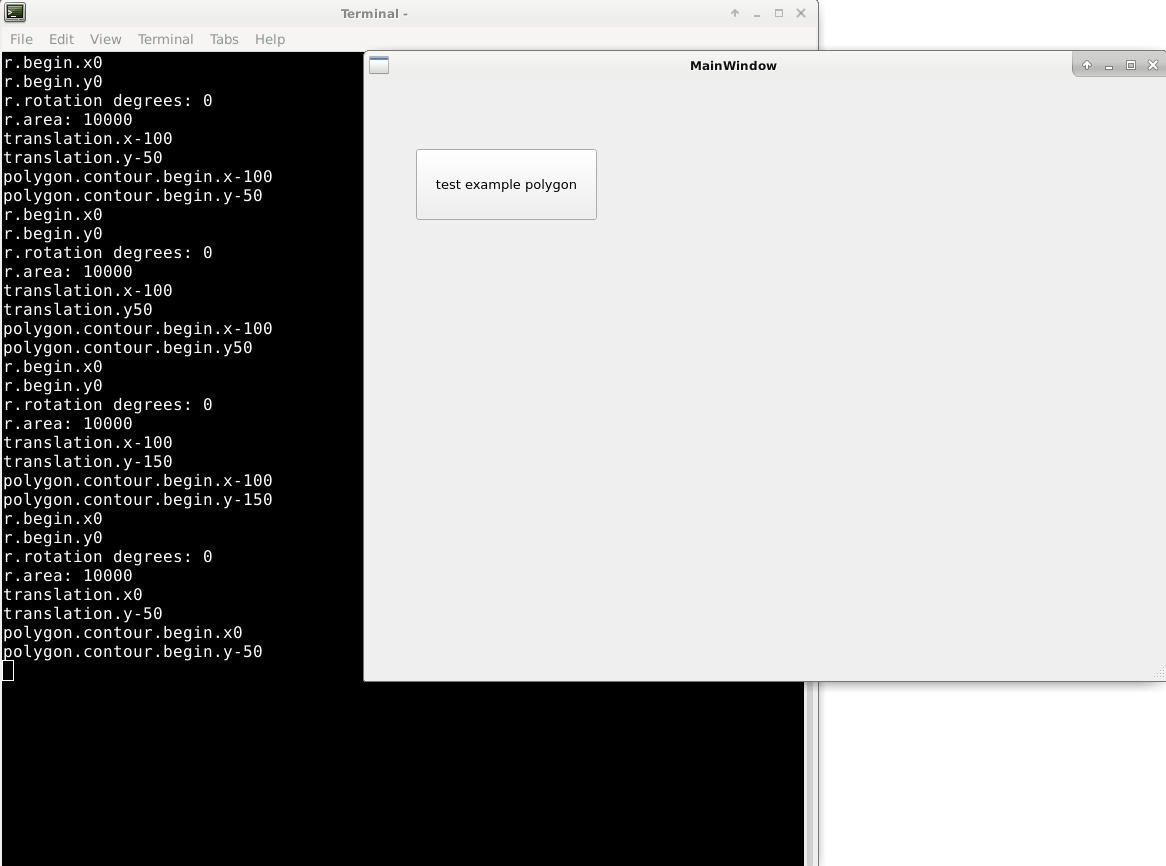 Terminal -
File Edit View Terminal Tabs Help
r.begin.x0
r.begin.y0
r.rotation degrees: 0
r.area: 10000
translation.x-100
translation.y-50
polygon.contour.begin.x-100
polygon.contour.begin.y-50
r.begin.x0
r.begin.y0
r.rotation degrees: 0
r.area: 10000
translation.x-100
translation.y50
polygon.contour.begin.x-100
polygon.contour.begin.y50
r.begin.x0
r.begin.y0
r.rotation degrees: 0
r.area: 10000
translation.x-100
translation.y-150
polygon.contour.begin.x-100
polygon.contour.begin.y-150
r.begin.x0
r.begin.y0
r.rotation degrees: 0
r.area: 10000
translation.x0
translation.y-50
polygon.contour.begin.x0
polygon.contour.begin.y-50
MainWindow
test example polygon